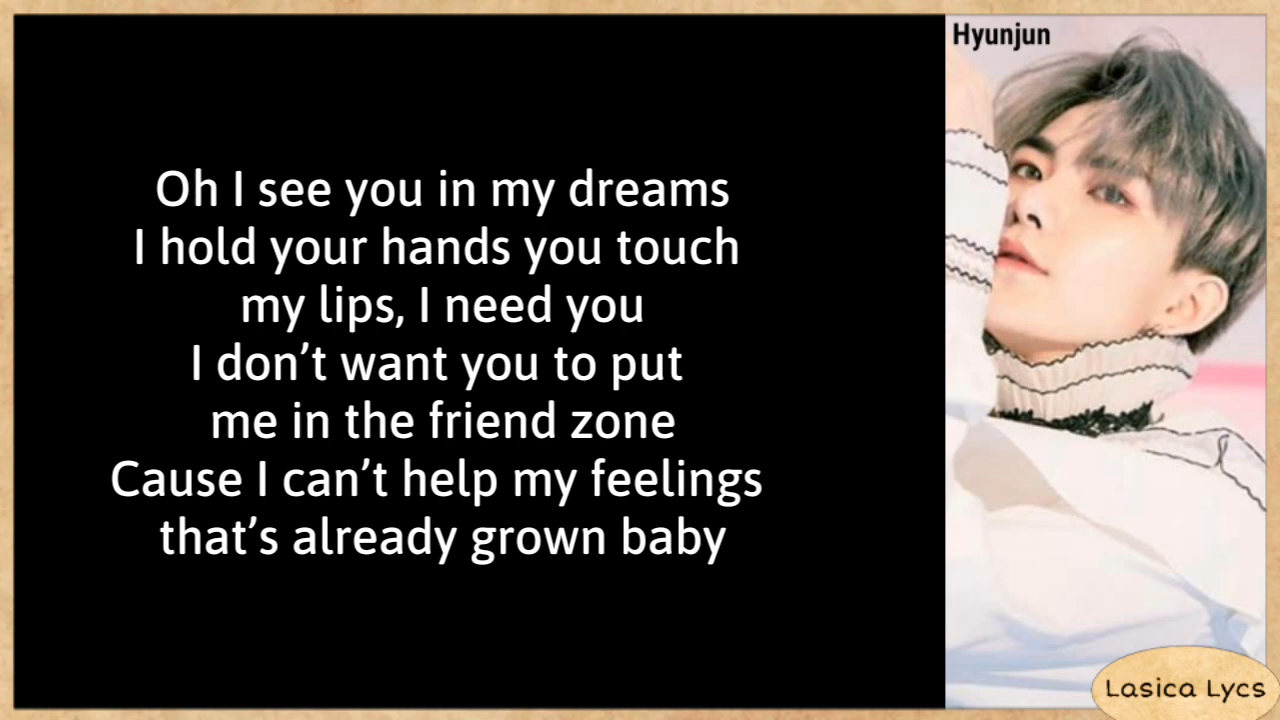 Hyunjun
Oh I see you in my dreams
I hold your hands you touch
my lips, I need you
I don’t want you to put
me in the friend zone
Cause I can’t help my feelings
that’s already grown baby
Lasica Lycs